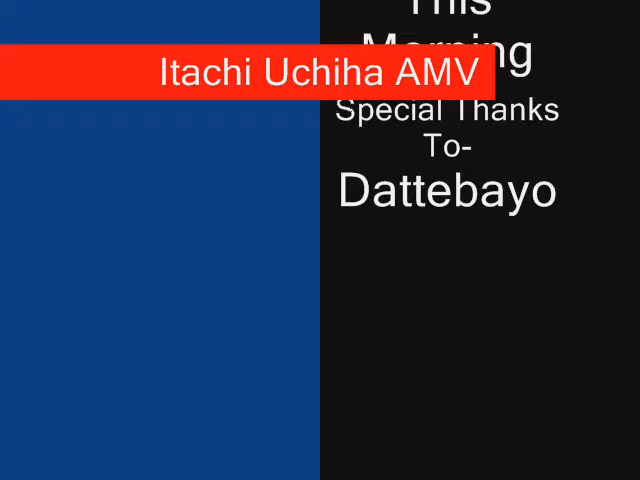 This
Morning
Itachi Uchiha AMV
Special Thanks
To-
Dattebayo